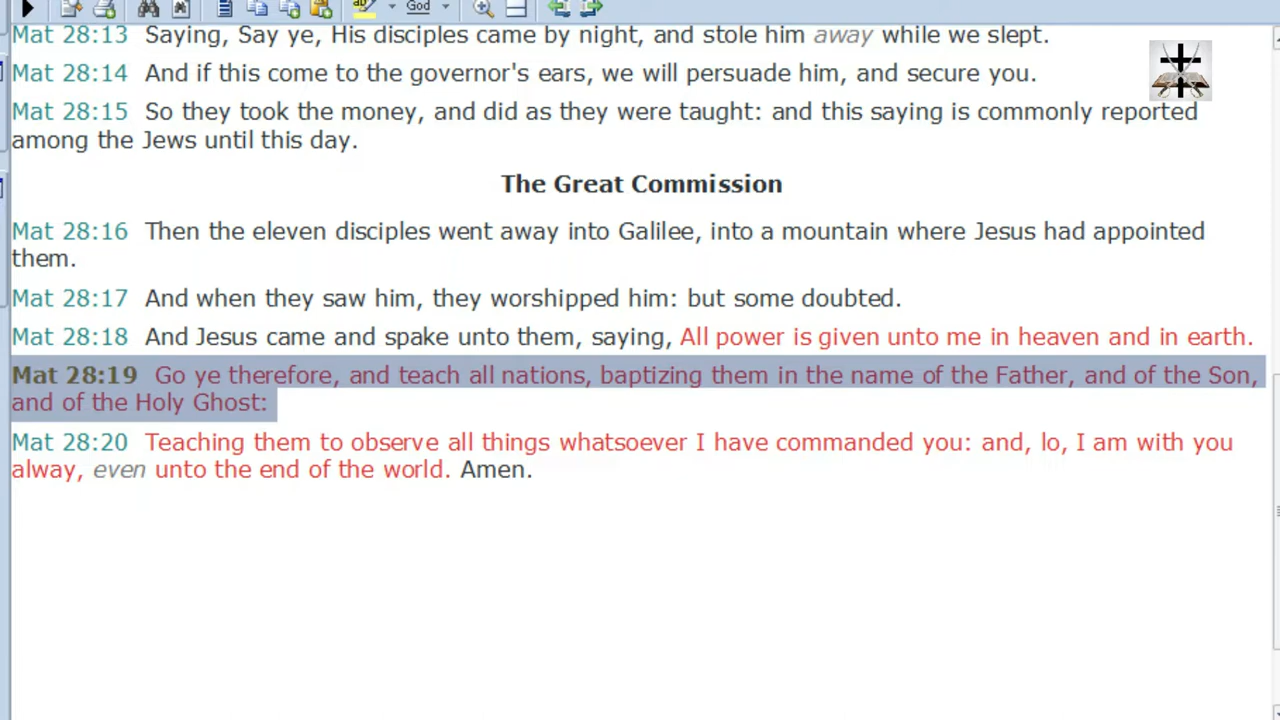 God
Mat 28:13 Saying, Say ye, His disciples came by night, and stole him away while we slept.
Mat 28:14 And if this come to the governor's ears, we will persuade him, and secure you.
Mat 28:15 So they took the money, and did as they were taught: and this saying is commonly reported
among the Jews until this day.
The Great Commission
Mat 28:16 Then the eleven disciples went away into Galilee, into a mountain where Jesus had appointed
them.
Mat 28:17 And when they saw him, they worshipped him: but some doubted.
Mat 28:18 And Jesus came and spake unto them, saying, All power is given unto me in heaven and in earth.
Mat 28:19 Go ye therefore, and teach all nations, baptizing them in the name of the Father, and of the Son,
and of the Holy Ghost:
Mat 28:20 Teaching them to observe all things whatsoever I have commanded you: and, lo, I am with you
alway, even unto the end of the world. Amen.